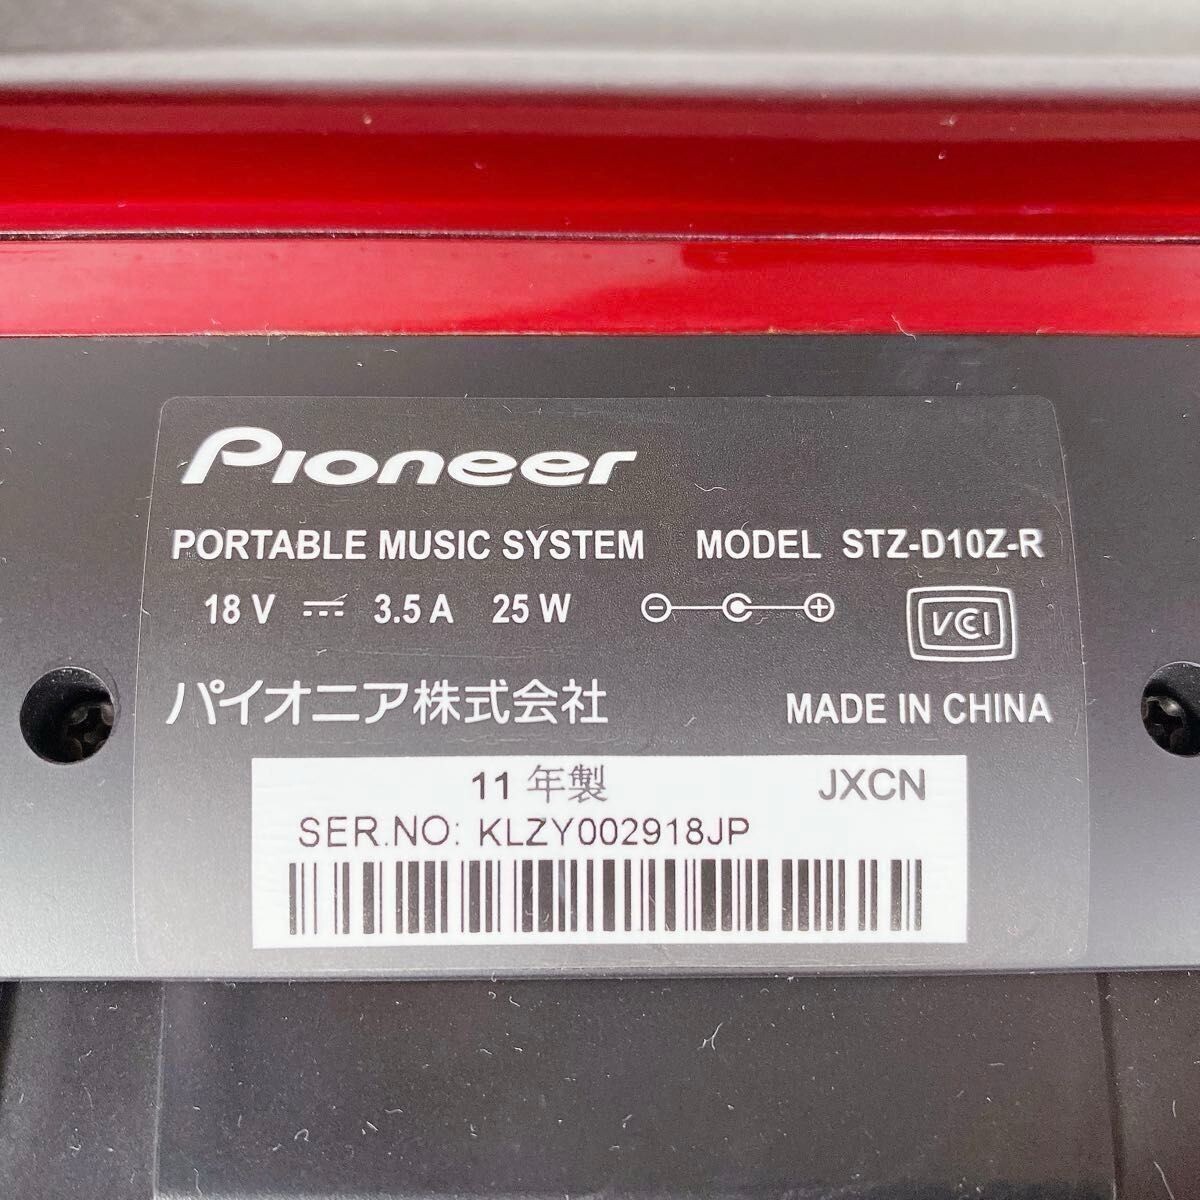 Pioneer
PORTABLE MUSIC SYSTEM MODEL STZ-D10Z-R
18 V ⎓ 3.5 A 25 W
VCCI
パイオニア株式会社 MADE IN CHINA
11 年製 JXCN
SER.NO: KLZY002918JP